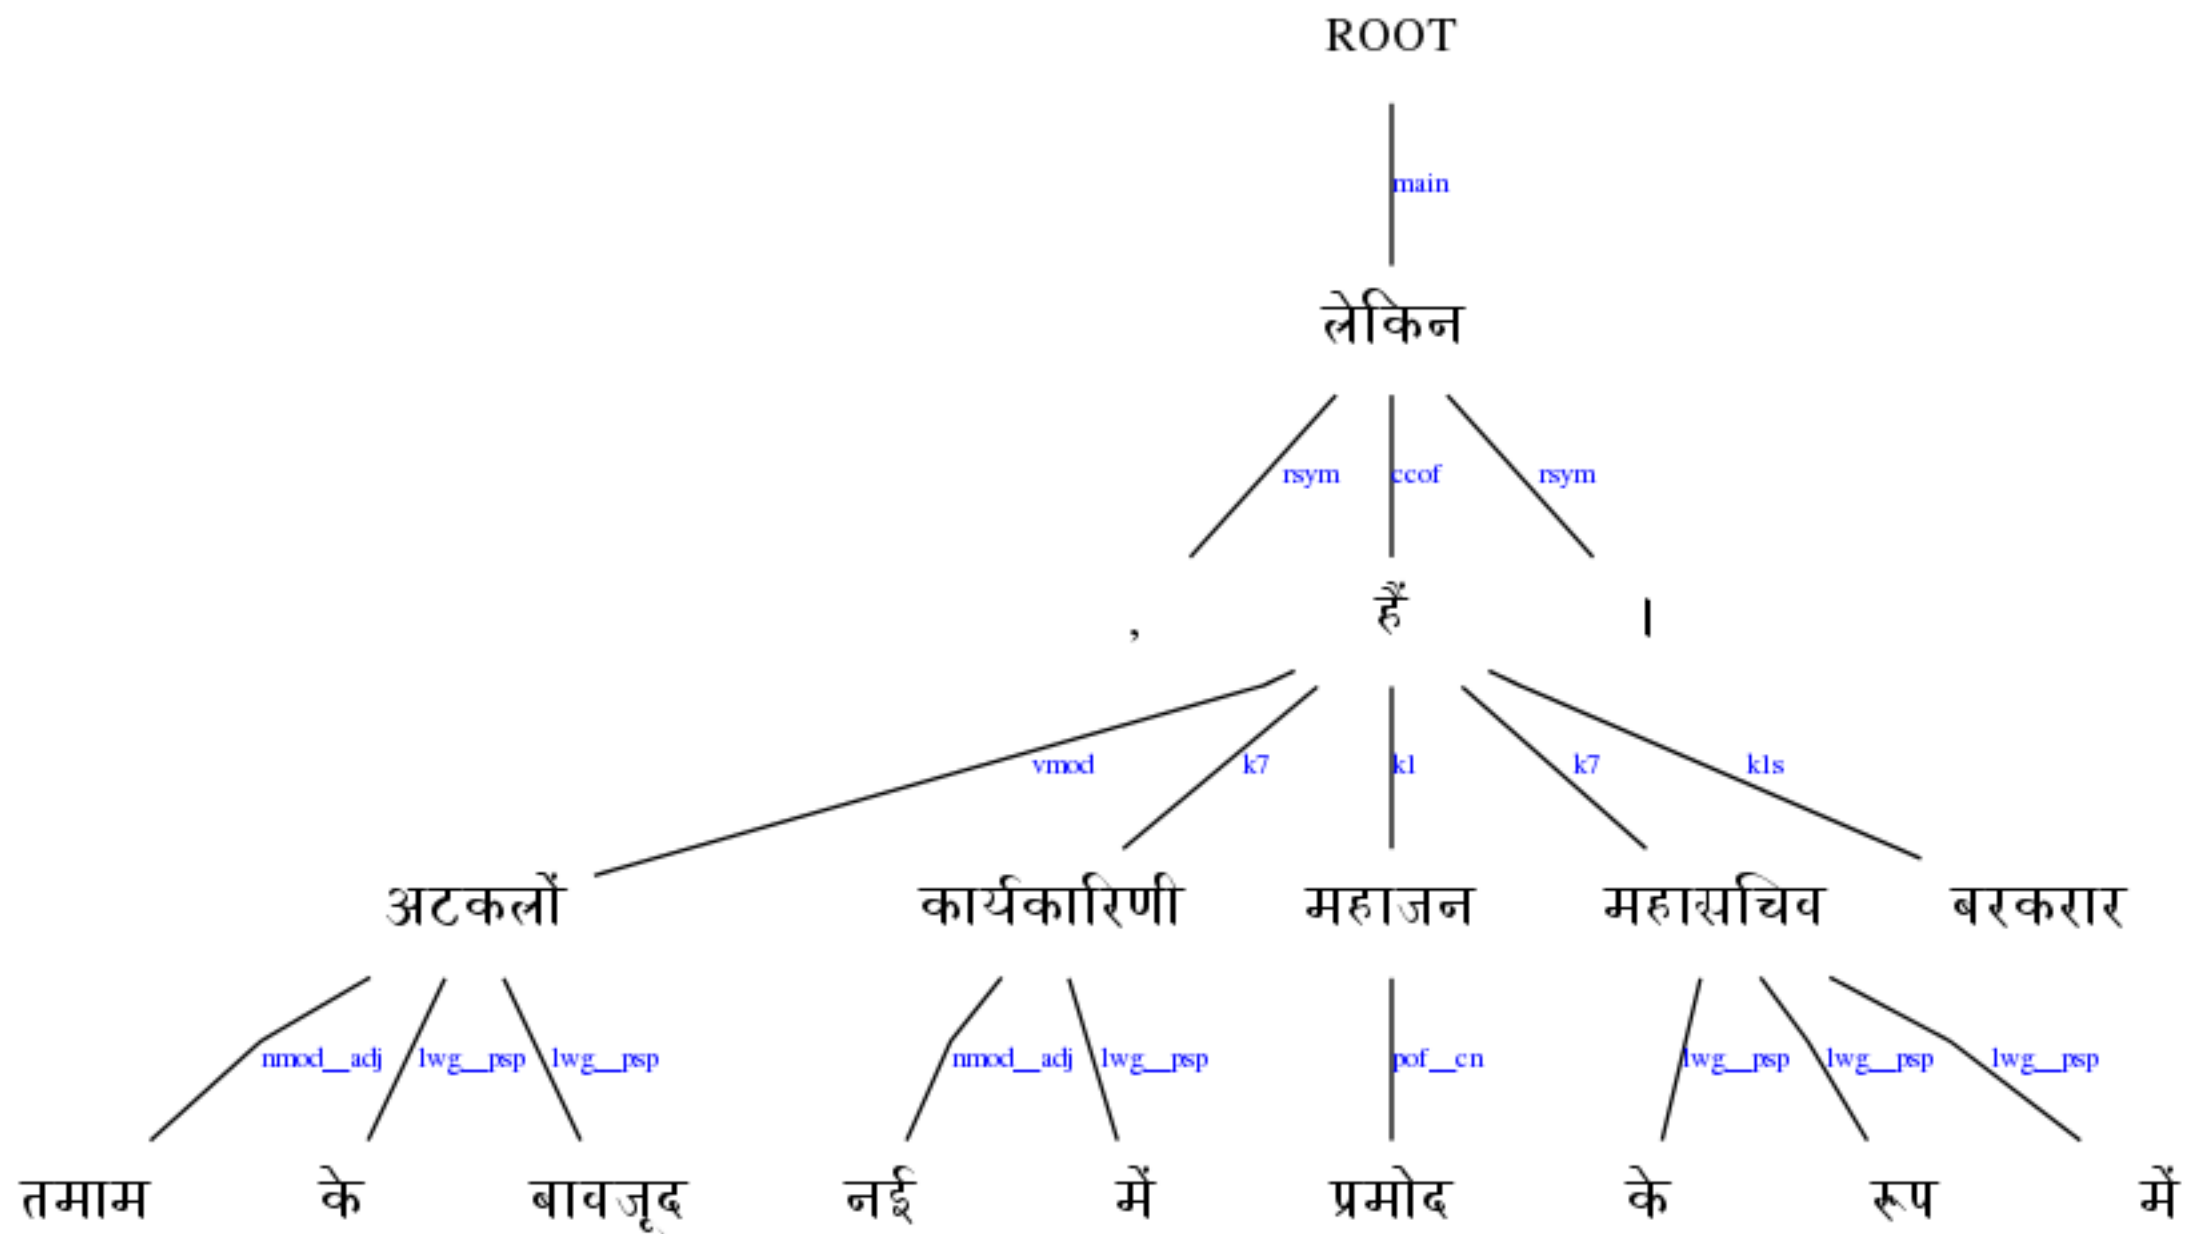 ROOT
main
लेकिन
rsym ccof rsym
, हैं ।
vmod k7 k1 k7 k1s
अटकलों कार्यकारिणी महाजन महासचिव बरकरार
nmod__adj lwg__psp lwg__psp nmod__adj lwg__psp pof__cn lwg__psp lwg__psp lwg__psp
तमाम के बावजूद नई में प्रमोद के रूप में